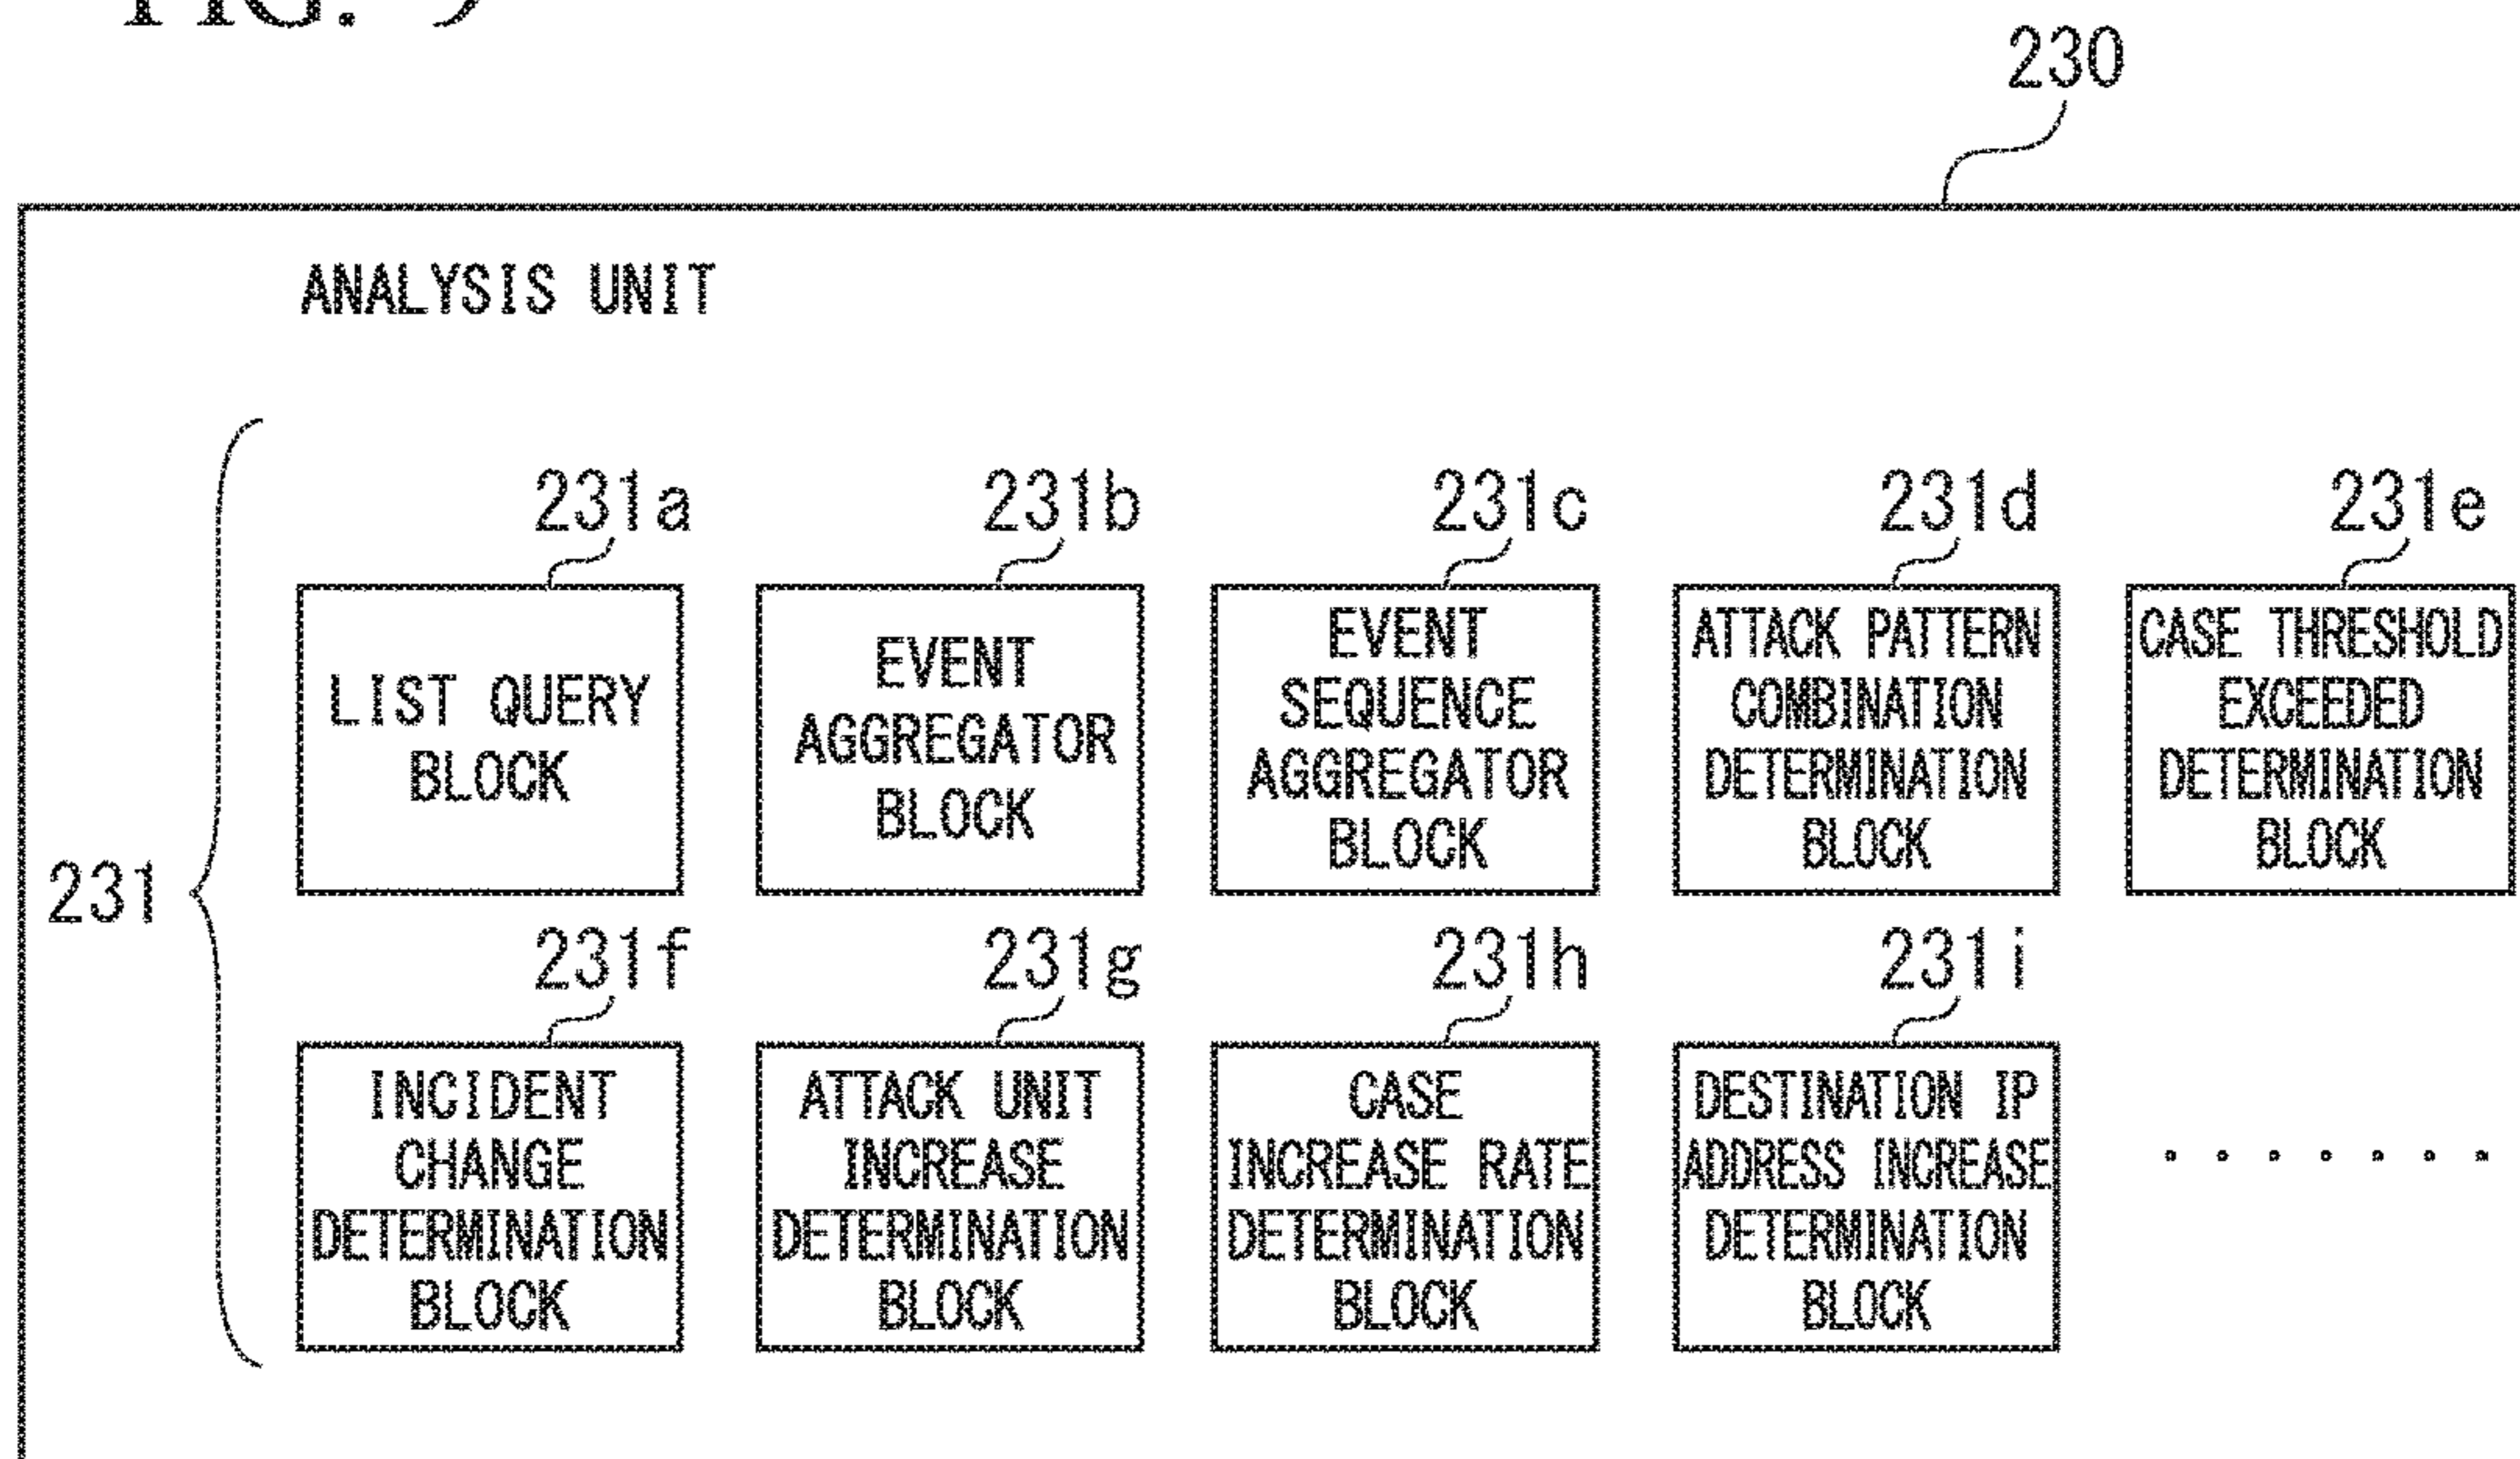 FIG. 9
230
ANALYSIS UNIT
231a 231b 231c 231d 231e
LIST QUERY
BLOCK
EVENT
AGGREGATOR
BLOCK
EVENT
SEQUENCE
AGGREGATOR
BLOCK
ATTACK PATTERN
COMBINATION
DETERMINATION
BLOCK
CASE THRESHOLD
EXCEEDED
DETERMINATION
BLOCK
231
231f 231g 231h 231i
INCIDENT
CHANGE
DETERMINATION
BLOCK
ATTACK UNIT
INCREASE
DETERMINATION
BLOCK
CASE
INCREASE RATE
DETERMINATION
BLOCK
DESTINATION IP
ADDRESS INCREASE
DETERMINATION
BLOCK
.......